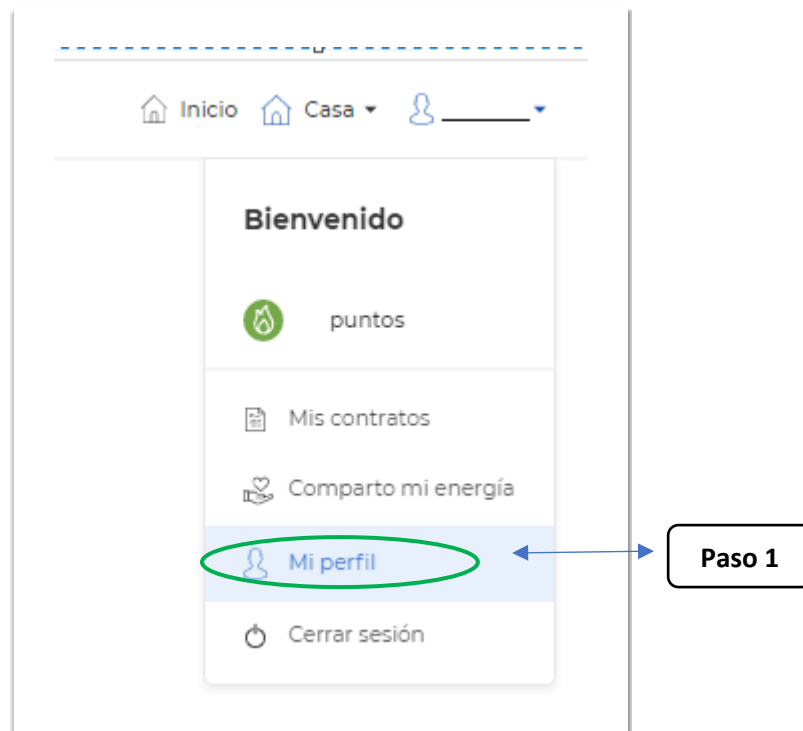 Inicio Casa
Bienvenido
puntos
Mis contratos
Comparto mi energía
Mi perfil
Paso 1
Cerrar sesión